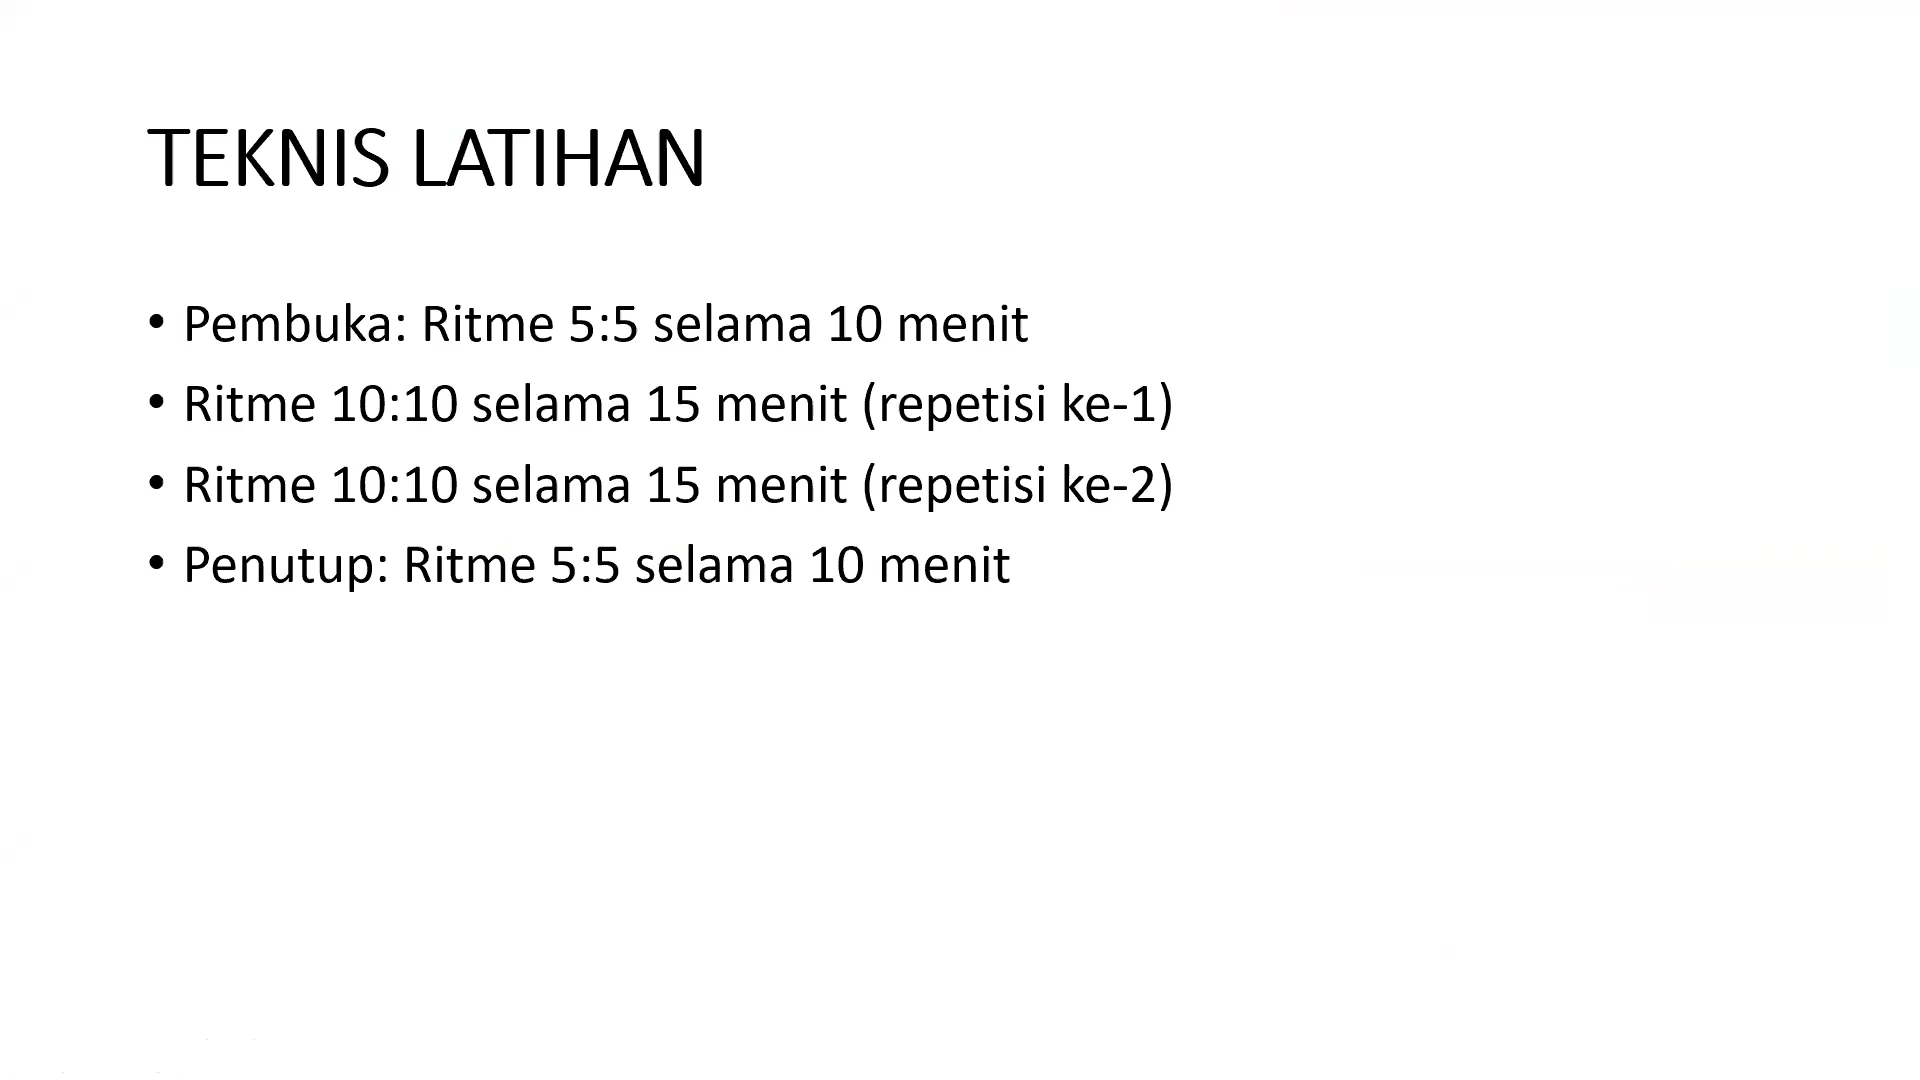 TEKNIS LATIHAN
• Pembuka: Ritme 5:5 selama 10 menit
• Ritme 10:10 selama 15 menit (repetisi ke-1)
• Ritme 10:10 selama 15 menit (repetisi ke-2)
• Penutup: Ritme 5:5 selama 10 menit